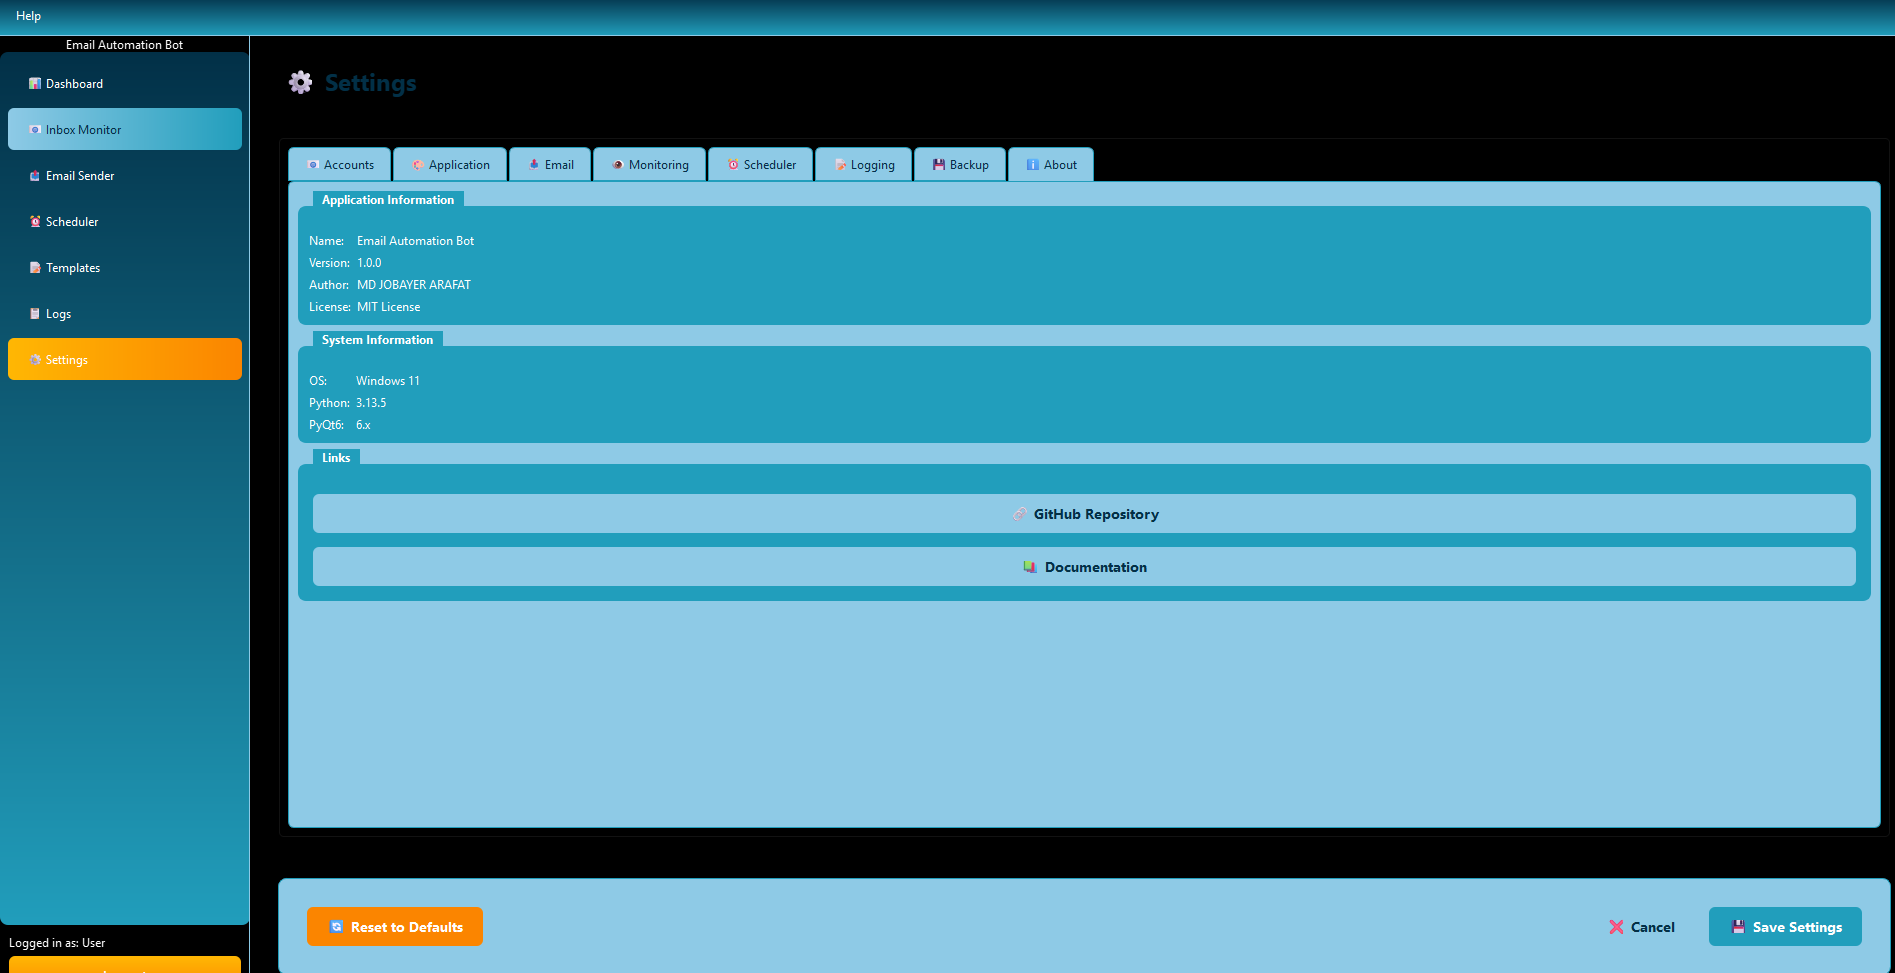 Help
Email Automation Bot
Dashboard
Inbox Monitor
Email Sender
Scheduler
Templates
Logs
Settings
Logged in as: User
Settings
Accounts Application Email Monitoring Scheduler Logging Backup About
Application Information
Name: Email Automation Bot
Version: 1.0.0
Author: MD JOBAYER ARAFAT
License: MIT License
System Information
OS: Windows 11
Python: 3.13.5
PyQt6: 6.x
Links
GitHub Repository
Documentation
Reset to Defaults Cancel Save Settings